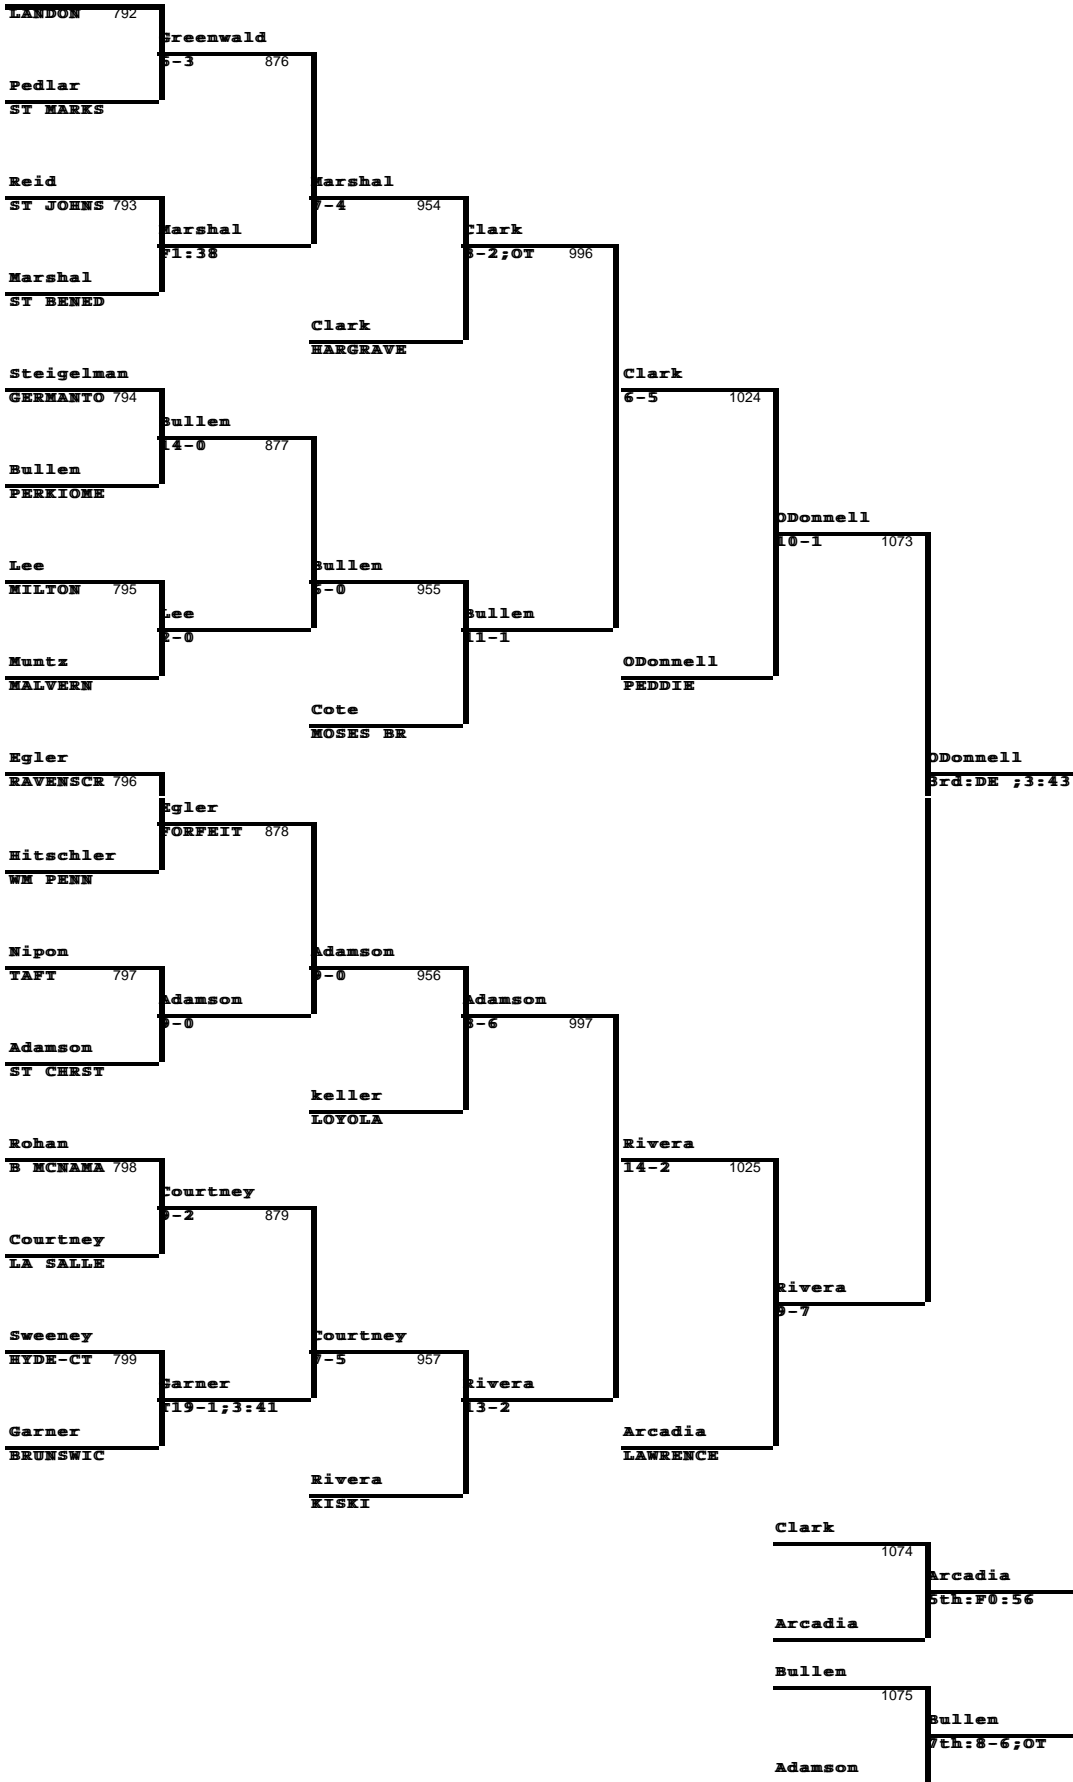 LANDON 792
Greenwald
6-3 876
Pedlar
ST MARKS
Reid
ST JOHNS 793
Marshal
7-4 954
Marshal
F1:38
Clark
3-2;OT 996
Marshal
ST BENED
Clark
HARGRAVE
Steigelman
GERMANTO 794
Clark
6-5 1024
Bullen
14-0 877
Bullen
PERKIOME
ODonnell
10-1 1073
Lee
MILTON 795
Bullen
6-0 955
Lee
2-0
Bullen
11-1
Muntz
MALVERN
ODonnell
PEDDIE
Cote
MOSES BR
Egler
RAVENSCR 796
ODonnell
3rd:DE ;3:43
Egler
FORFEIT 878
Hitschler
WM PENN
Nipon
TAFT 797
Adamson
9-0 956
Adamson
9-0
Adamson
8-6 997
Adamson
ST CHRST
keller
LOYOLA
Rohan
B MCNAMA 798
Rivera
14-2 1025
Courtney
9-2 879
Courtney
LA SALLE
Rivera
9-7
Sweeney
HYDE-CT 799
Courtney
7-5 957
Garner
T19-1;3:41
Rivera
13-2
Garner
BRUNSWIC
Arcadia
LAWRENCE
Rivera
KISKI
Clark
1074
Arcadia
5th:F0:56
Arcadia
Bullen
1075
Bullen
7th:8-6;OT
Adamson